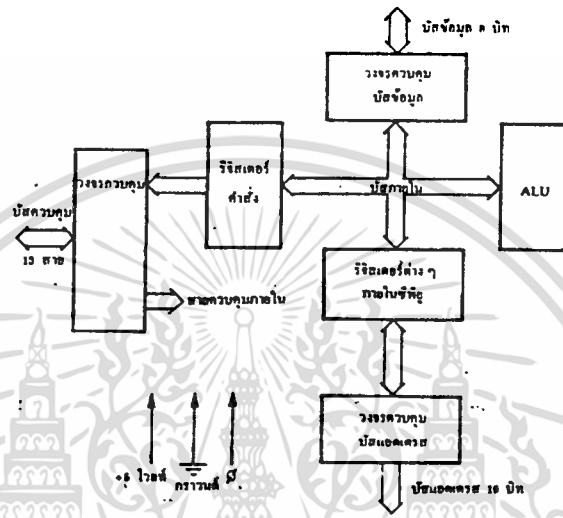 บัสข้อมูล 8 บิท
วงจรควบคุม
บัสข้อมูล
วงจรควบคุม
ริจิสเตอร์
คำสั่ง
บัสภายใน
ALU
บัสควบคุม
13 สาย
สายควบคุมภายใน
ริจิสเตอร์ต่าง ๆ
ภายในซีพียู
วงจรควบคุม
บัสแอดเดรส
+5 โวลท์
กราวนด์
Ø
บัสแอดเดรส 16 บิท